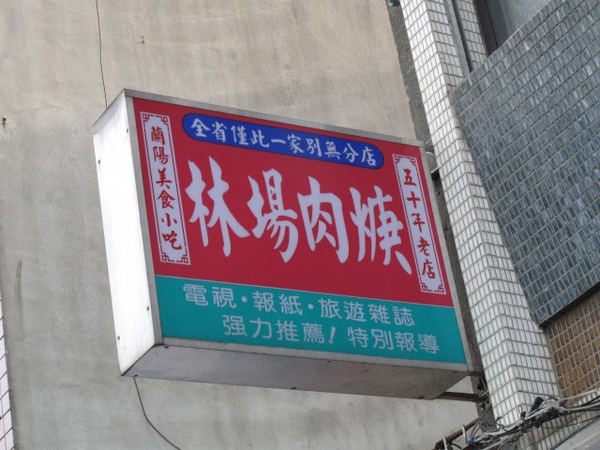 全省僅此一家別無分店
蘭陽美食小吃
林場肉焿
五十年老店
電視·報紙·旅遊雜誌
强力推薦!特別報導